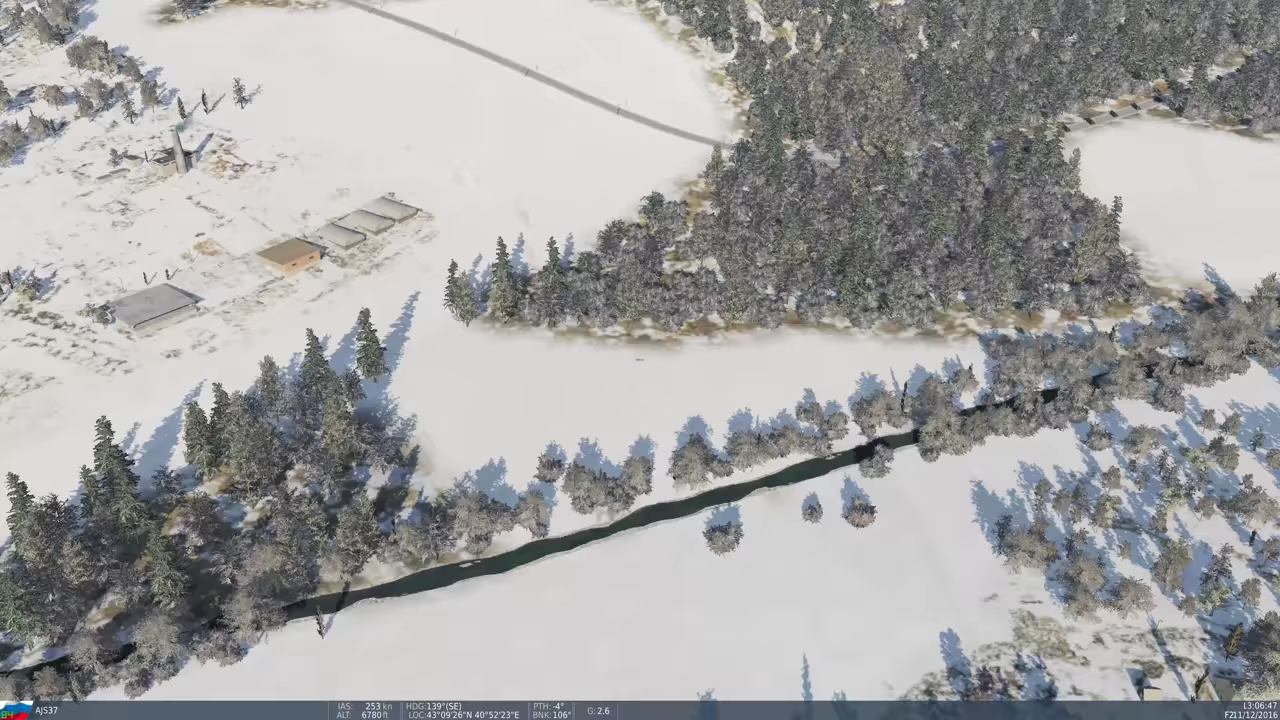 84 AJS37 IAS: 253 kn HDG:139°(SE) PTH: -4° G: 2.6 L3:06:47
ALT: 6780 ft LOC:43°09'26"N 40°52'23"E BNK: 106° F211/12/2016